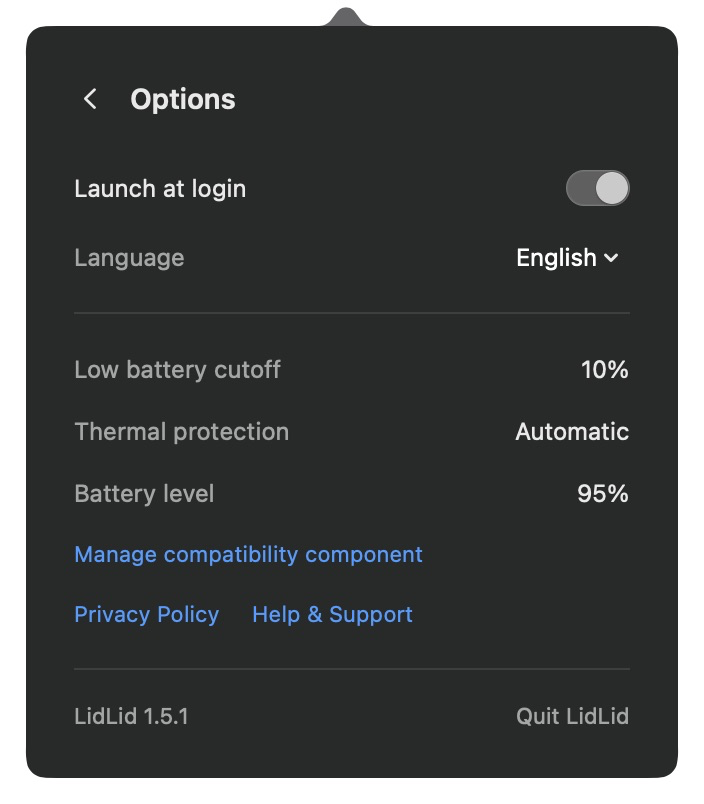 Options
Launch at login
Language English
Low battery cutoff 10%
Thermal protection Automatic
Battery level 95%
Manage compatibility component
Privacy Policy Help & Support
LidLid 1.5.1 Quit LidLid